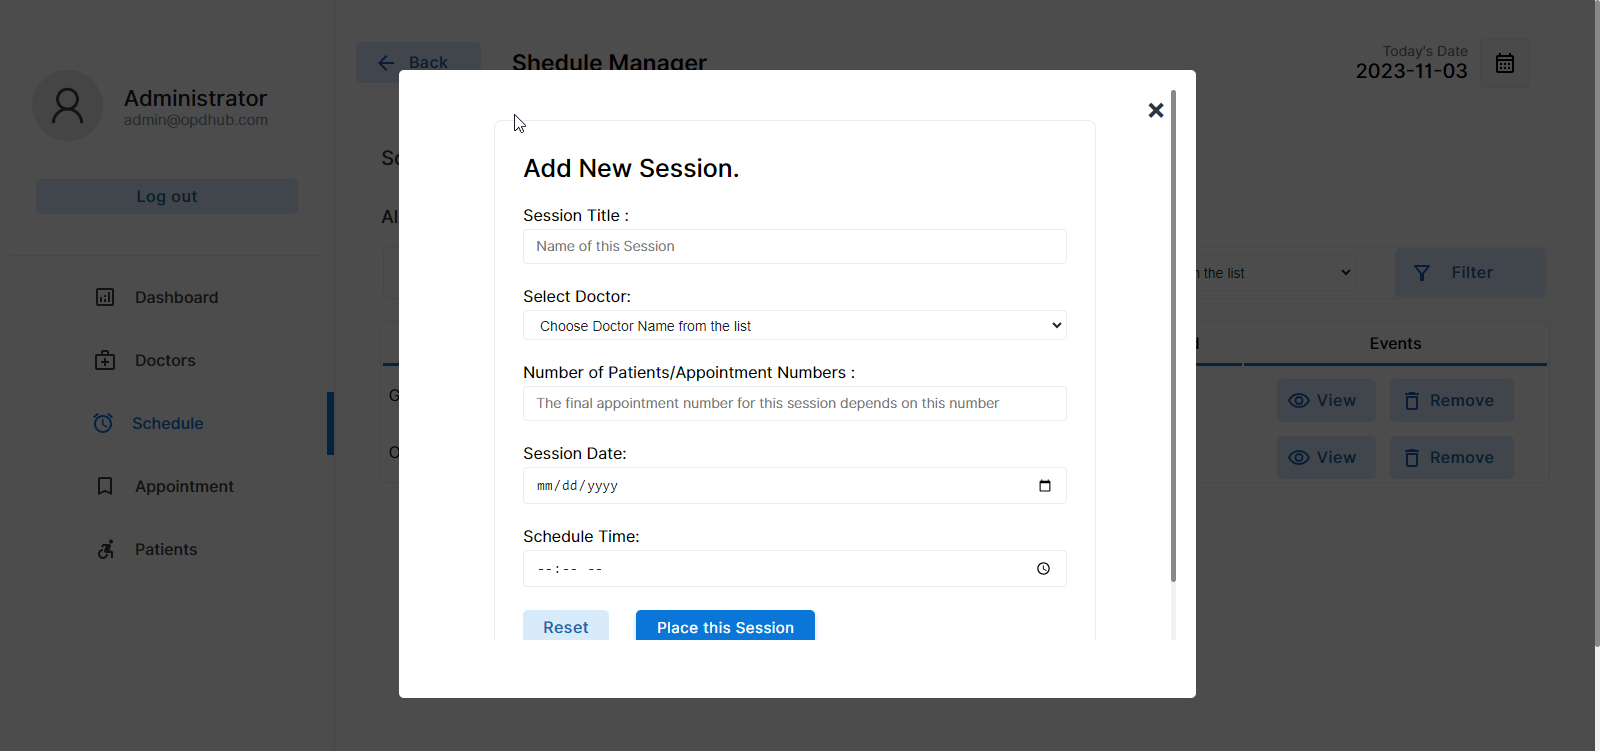 Administrator
admin@opdhub.com
Log out
Dashboard
Doctors
Schedule
Appointment
Patients
Back
Shedule Manager
Today's Date
2023-11-03
Add New Session.
Session Title :
Name of this Session
Select Doctor:
Choose Doctor Name from the list
Number of Patients/Appointment Numbers :
The final appointment number for this session depends on this number
Session Date:
mm/dd/yyyy
Schedule Time:
--:-- --
Reset
Place this Session
the list
Filter
Events
View Remove
View Remove